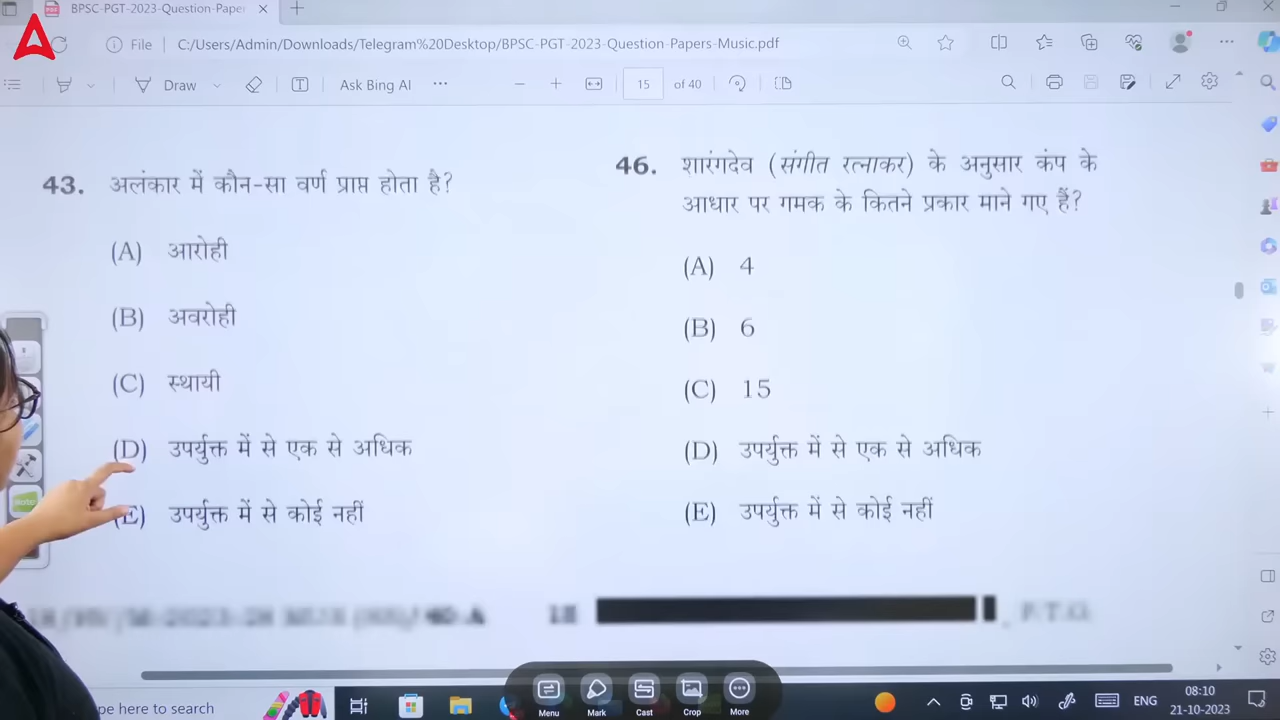 BPSC-PGT-2023-Question-Paper
File
C:/Users/Admin/Downloads/Telegram%20Desktop/BPSC-PGT-2023-Question-Papers-Music.pdf
Draw
Ask Bing AI
15
of 40
43. अलंकार में कौन-सा वर्ण प्राप्त होता है?
(A) आरोही
(B) अवरोही
(C) स्थायी
(D) उपर्युक्त में से एक से अधिक
(E) उपर्युक्त में से कोई नहीं
46. शारंगदेव (संगीत रत्नाकर) के अनुसार कंप के
आधार पर गमक के कितने प्रकार माने गए हैं?
(A) 4
(B) 6
(C) 15
(D) उपर्युक्त में से एक से अधिक
(E) उपर्युक्त में से कोई नहीं
P.T.O.
pe here to search
Menu
Mark
Cast
Crop
More
ENG
08:10
21-10-2023